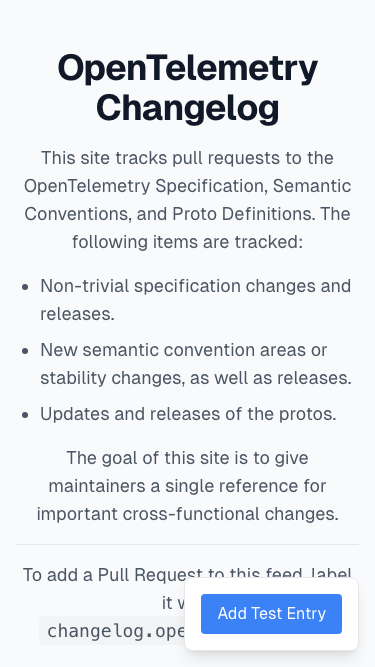 OpenTelemetry
Changelog
This site tracks pull requests to the
OpenTelemetry Specification, Semantic
Conventions, and Proto Definitions. The
following items are tracked:
• Non-trivial specification changes and
releases.
• New semantic convention areas or
stability changes, as well as releases.
• Updates and releases of the protos.
The goal of this site is to give
maintainers a single reference for
important cross-functional changes.
To add a Pull Request to this feed, label
it
changelog.ope
Add Test Entry